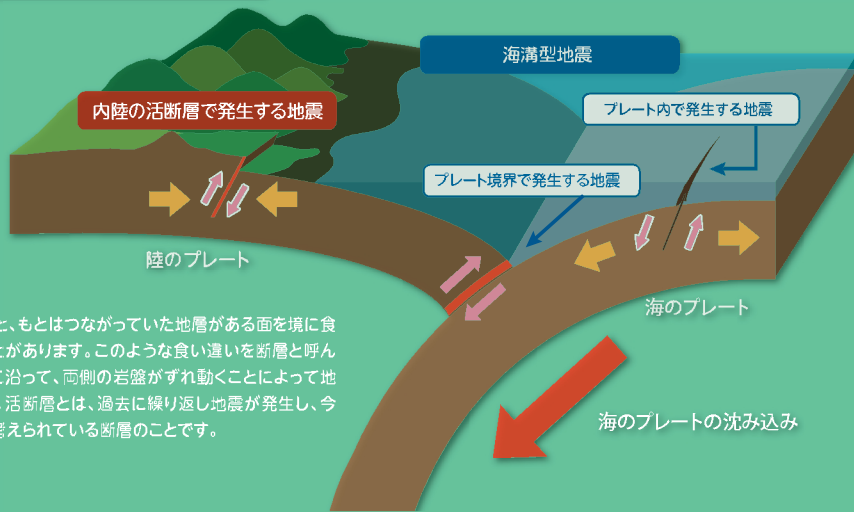 海溝型地震
内陸の活断層で発生する地震
プレート内で発生する地震
プレート境界で発生する地震
陸のプレート
海のプレート
海のプレートの沈み込み
、もとはつながっていた地層がある面を境に食
があります。このような食い違いを断層と呼ん
に沿って、両側の岩盤がずれ動くことによって地
活断層とは、過去に繰り返し地震が発生し、今
考えられている断層のことです。